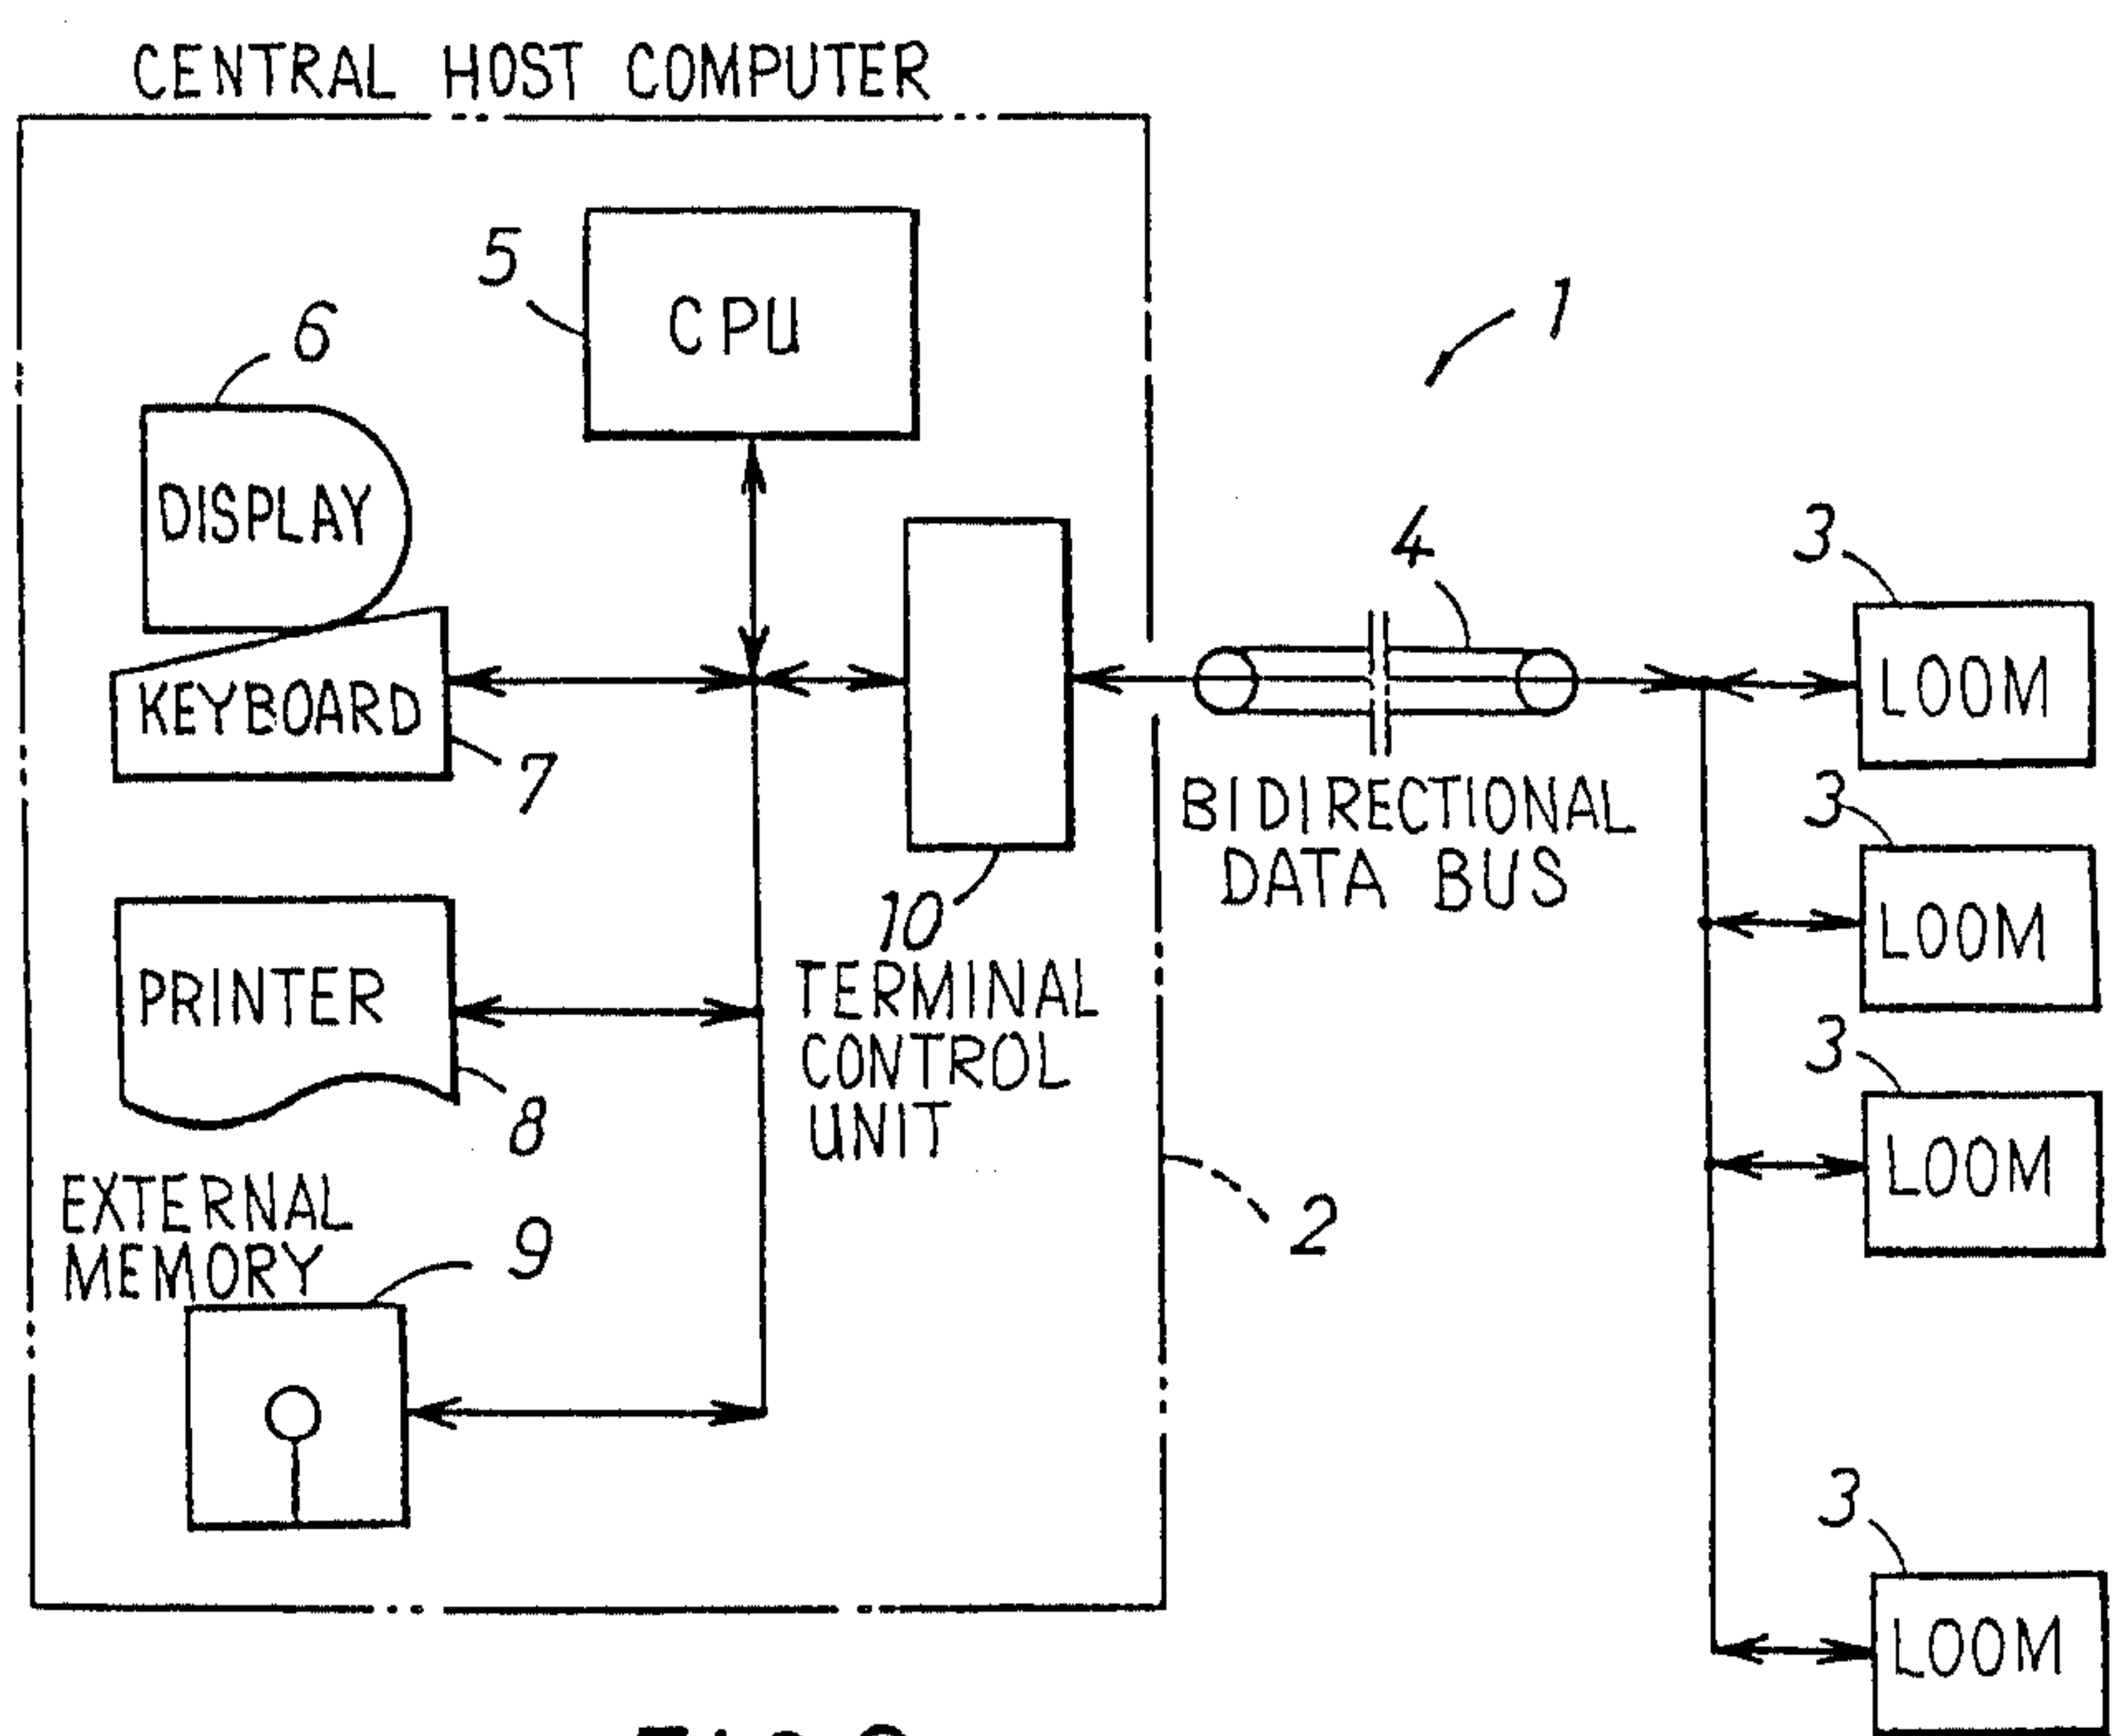 CENTRAL HOST COMPUTER
5
CPU
1
6
DISPLAY
4
3
LOOM
KEYBOARD
7
BIDIRECTIONAL
DATA BUS
3
LOOM
10
TERMINAL
CONTROL
UNIT
PRINTER
8
3
LOOM
2
EXTERNAL
MEMORY
9
3
LOOM